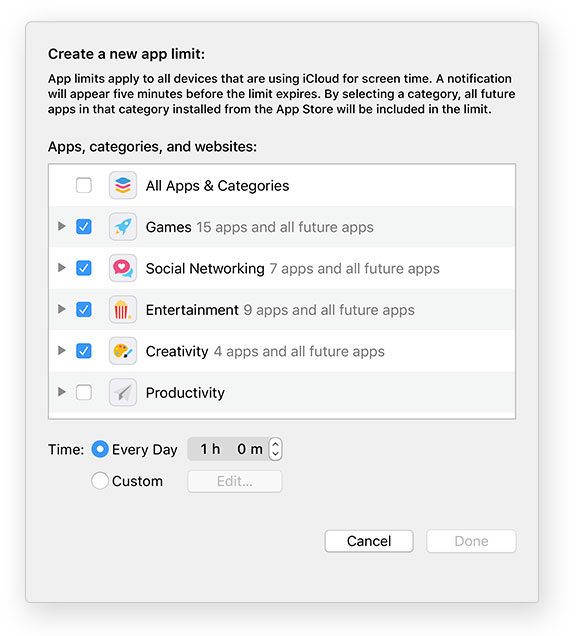 Create a new app limit:
App limits apply to all devices that are using iCloud for screen time. A notification
will appear five minutes before the limit expires. By selecting a category, all future
apps in that category installed from the App Store will be included in the limit.
Apps, categories, and websites:
All Apps & Categories
Games 15 apps and all future apps
Social Networking 7 apps and all future apps
Entertainment 9 apps and all future apps
Creativity 4 apps and all future apps
Productivity
Time: Every Day 1 h 0 m
Custom Edit...
Cancel Done